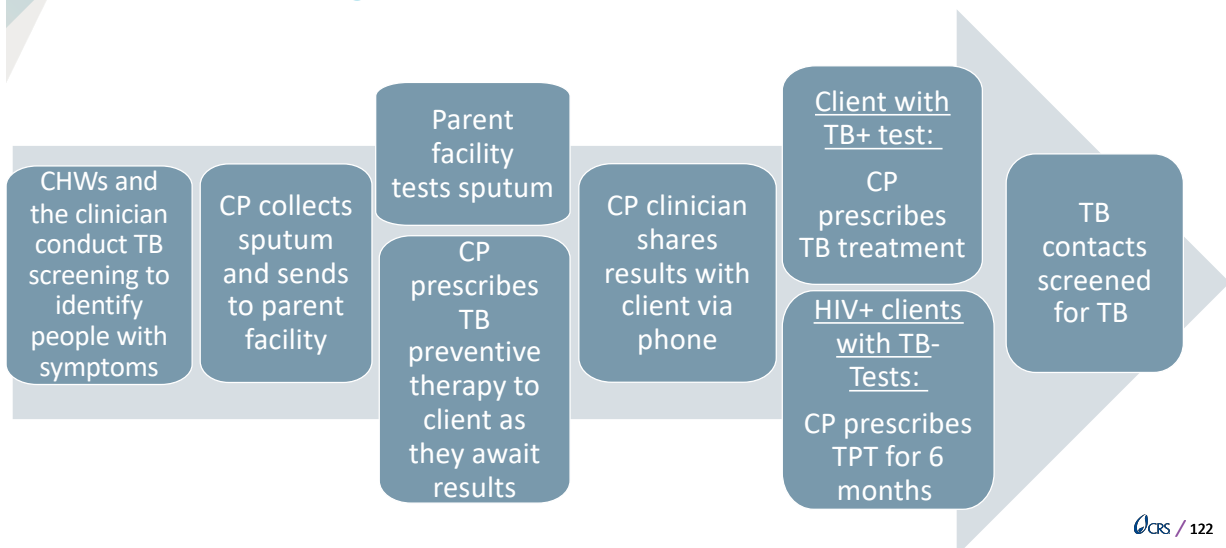 CHWs and
the clinician
conduct TB
screening to
identify
people with
symptoms
CP collects
sputum
and sends
to parent
facility
Parent
facility
tests sputum
CP
prescribes
TB
preventive
therapy to
client as
they await
results
CP clinician
shares
results with
client via
phone
Client with
TB+ test:
CP
prescribes
TB treatment
HIV+ clients
with TB-
Tests:
CP prescribes
TPT for 6
months
TB
contacts
screened
for TB
CRS / 122